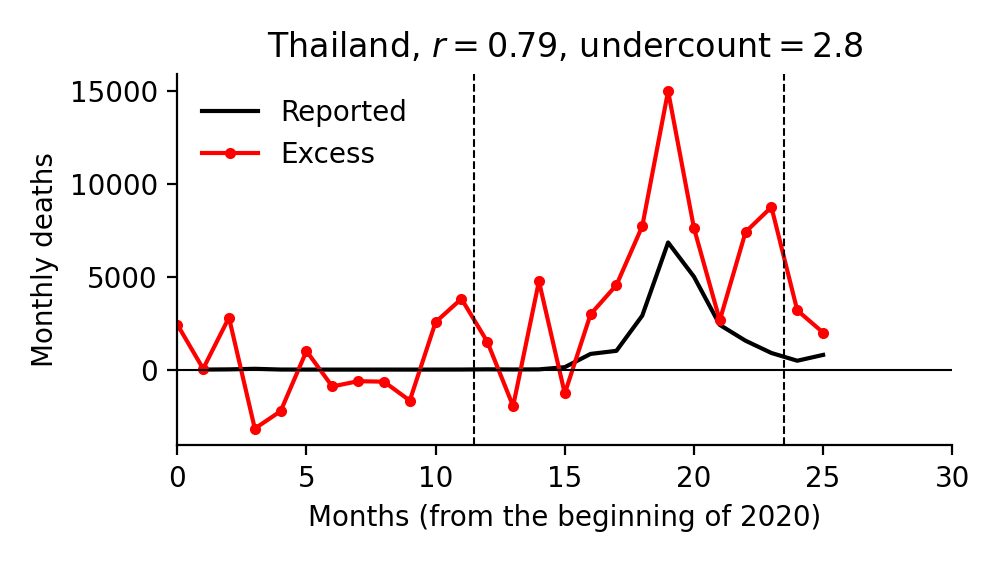 Thailand, r = 0.79, undercount = 2.8
15000
10000
5000
0
Monthly deaths
Reported
Excess
0 5 10 15 20 25 30
Months (from the beginning of 2020)